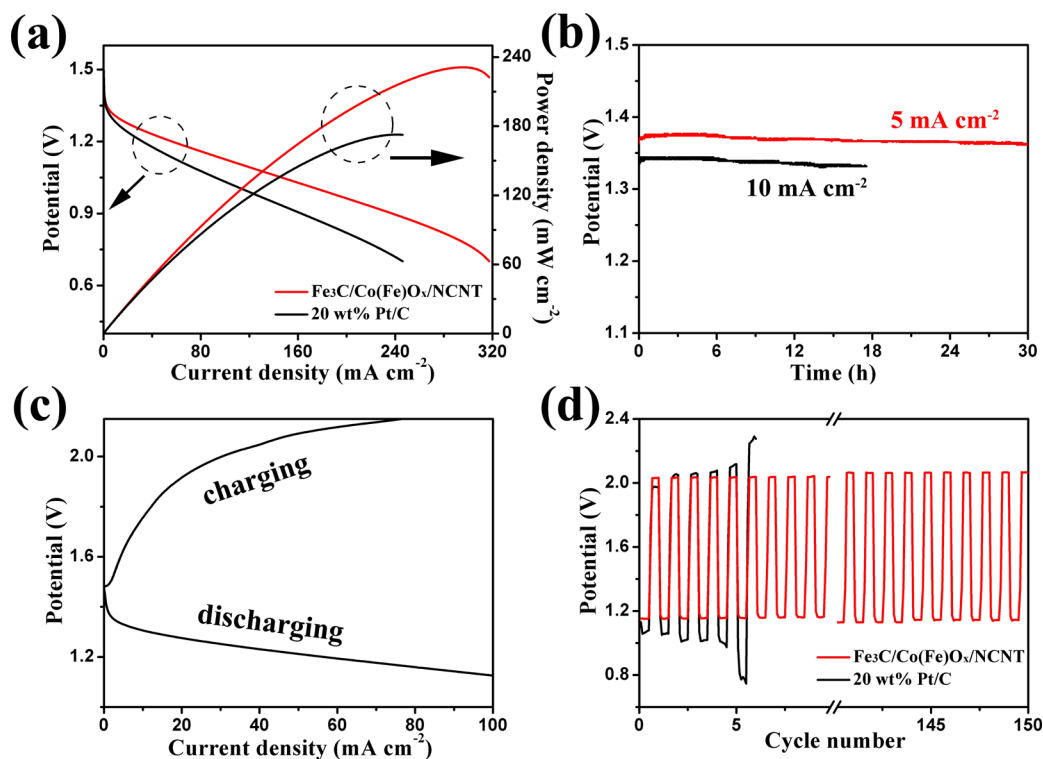 (a)
1.5
1.2
0.9
0.6
Potential (V)
240
180
120
60
0
Power density (mW cm-2)
Fe3C/Co(Fe)Ox/NCNT
20 wt% Pt/C
0 80 160 240 320
Current density (mA cm-2)
(b)
1.5
1.4
1.3
1.2
1.1
Potential (V)
5 mA cm-2
10 mA cm-2
0 6 12 18 24 30
Time (h)
(c)
2.0
1.6
1.2
Potential (V)
charging
discharging
0 20 40 60 80 100
Current density (mA cm-2)
(d)
2.4
2.0
1.6
1.2
0.8
Potential (V)
Fe3C/Co(Fe)Ox/NCNT
20 wt% Pt/C
0 5 145 150
Cycle number